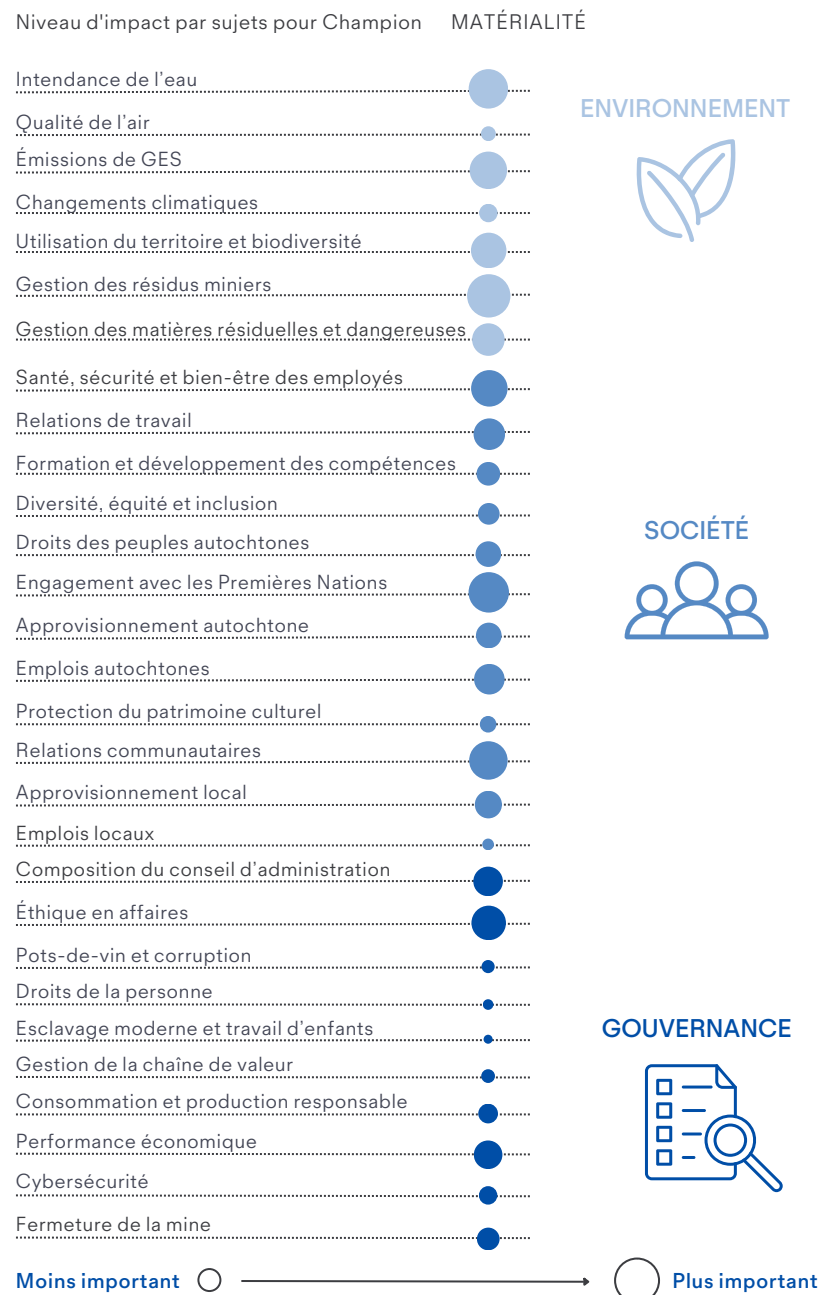 Niveau d'impact par sujets pour Champion MATÉRIALITÉ
Intendance de l’eau
ENVIRONNEMENT
Qualité de l’air
Émissions de GES
Changements climatiques
Utilisation du territoire et biodiversité
Gestion des résidus miniers
Gestion des matières résiduelles et dangereuses
Santé, sécurité et bien-être des employés
Relations de travail
Formation et développement des compétences
Diversité, équité et inclusion
SOCIÉTÉ
Droits des peuples autochtones
Engagement avec les Premières Nations
Approvisionnement autochtone
Emplois autochtones
Protection du patrimoine culturel
Relations communautaires
Approvisionnement local
Emplois locaux
Composition du conseil d’administration
Éthique en affaires
Pots-de-vin et corruption
Droits de la personne
Esclavage moderne et travail d’enfants
GOUVERNANCE
Gestion de la chaîne de valeur
Consommation et production responsable
Performance économique
Cybersécurité
Fermeture de la mine
Moins important Plus important